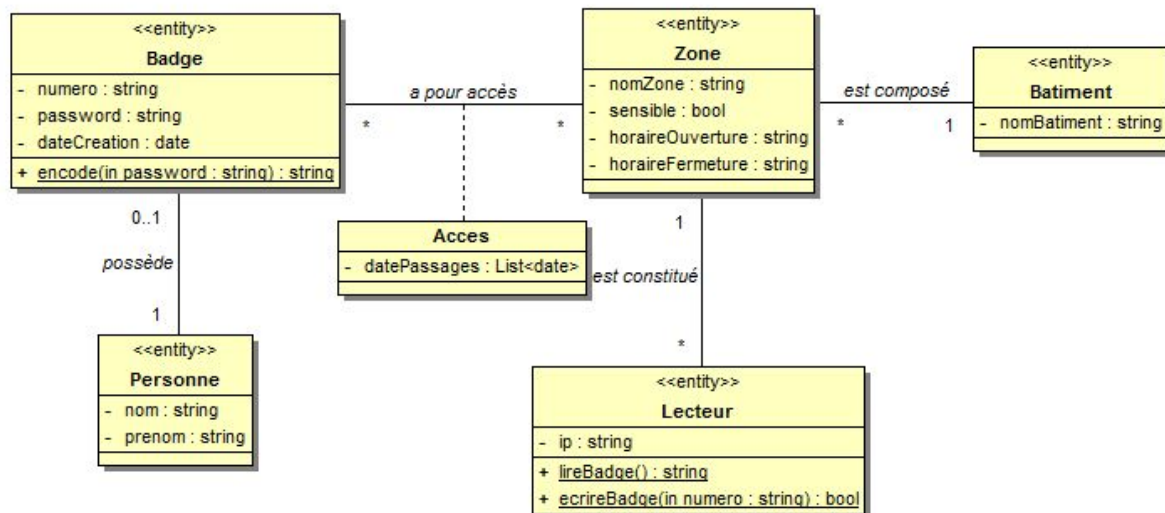 <<entity>>
Badge
- numero : string
- password : string
- dateCreation : date
+ encode(in password : string) : string
a pour accès
*
*
<<entity>>
Zone
- nomZone : string
- sensible : bool
- horaireOuverture : string
- horaireFermeture : string
est composé
*
1
<<entity>>
Batiment
- nomBatiment : string
0..1
possède
1
Acces
- datePassages : List<date>
1
est constitué
*
<<entity>>
Personne
- nom : string
- prenom : string
<<entity>>
Lecteur
- ip : string
+ lireBadge() : string
+ ecrireBadge(in numero : string) : bool